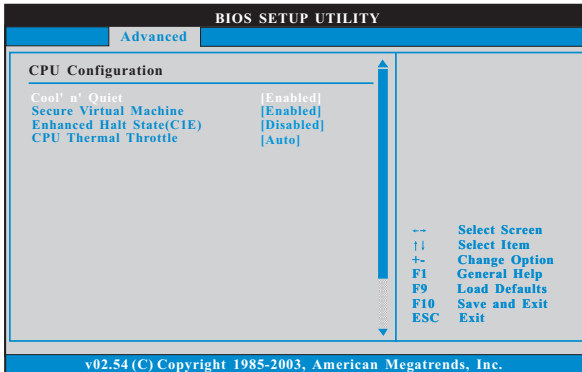 BIOS SETUP UTILITY
Advanced
CPU Configuration
Cool' n' Quiet [Enabled]
Secure Virtual Machine [Enabled]
Enhanced Halt State(C1E) [Disabled]
CPU Thermal Throttle [Auto]
←→ Select Screen
↑↓ Select Item
+- Change Option
F1 General Help
F9 Load Defaults
F10 Save and Exit
ESC Exit
v02.54 (C) Copyright 1985-2003, American Megatrends, Inc.